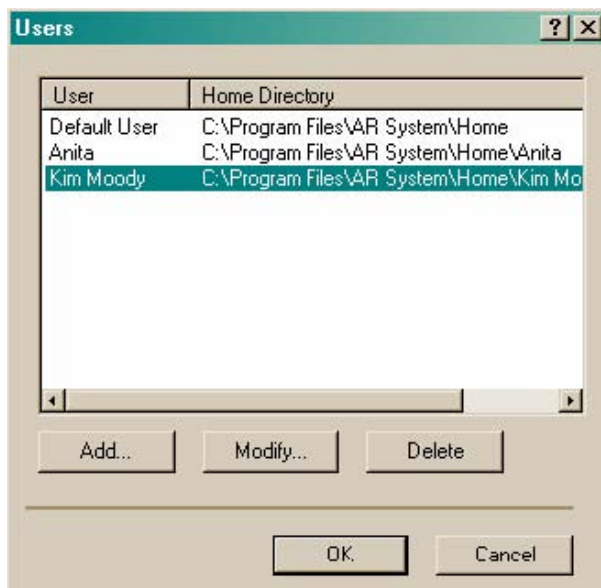 Users
User Home Directory
Default User C:\Program Files\AR System\Home
Anita C:\Program Files\AR System\Home\Anita
Kim Moody C:\Program Files\AR System\Home\Kim Mo
Add... Modify... Delete
OK Cancel